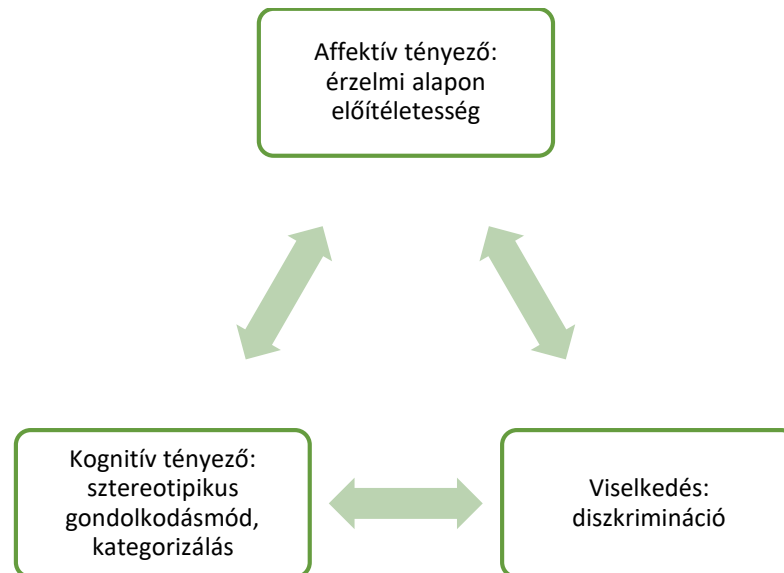 Affektív tényező:
érzelmi alapon
előítéletesség
Kognitív tényező:
sztereotipikus
gondolkodásmód,
kategorizálás
Viselkedés:
diszkrimináció